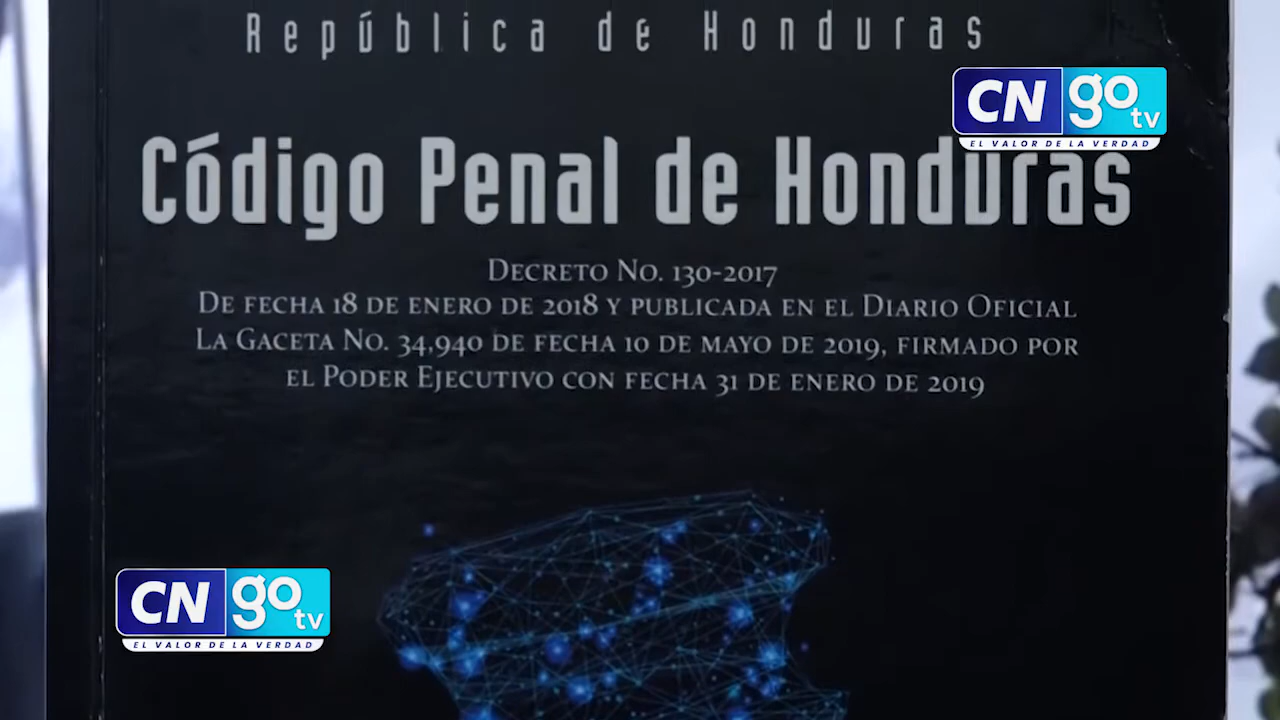 República de Honduras
CN go tv
EL VALOR DE LA VERDAD
Código Penal de Honduras
Decreto No. 130-2017
De fecha 18 de enero de 2018 y publicada en el Diario Oficial
La Gaceta No. 34,940 de fecha 10 de mayo de 2019, firmado por
el Poder Ejecutivo con fecha 31 de enero de 2019
CN go tv
EL VALOR DE LA VERDAD